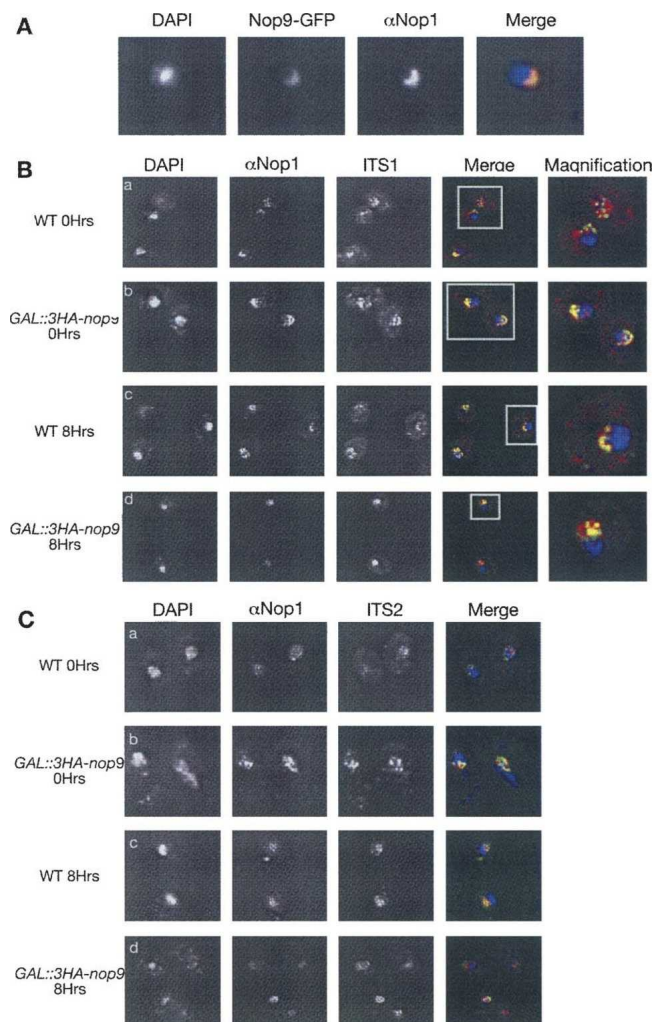 A
DAPI Nop9-GFP αNop1 Merge
B
DAPI αNop1 ITS1 Merge Magnification
a
WT 0Hrs
b
GAL::3HA-nop9
0Hrs
c
WT 8Hrs
d
GAL::3HA-nop9
8Hrs
C
DAPI αNop1 ITS2 Merge
a
WT 0Hrs
b
GAL::3HA-nop9
0Hrs
c
WT 8Hrs
d
GAL::3HA-nop9
8Hrs